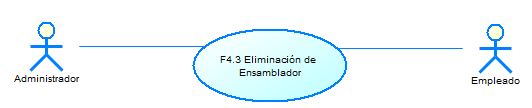 F4.3 Eliminación de
Ensamblador
Administrador
Empleado